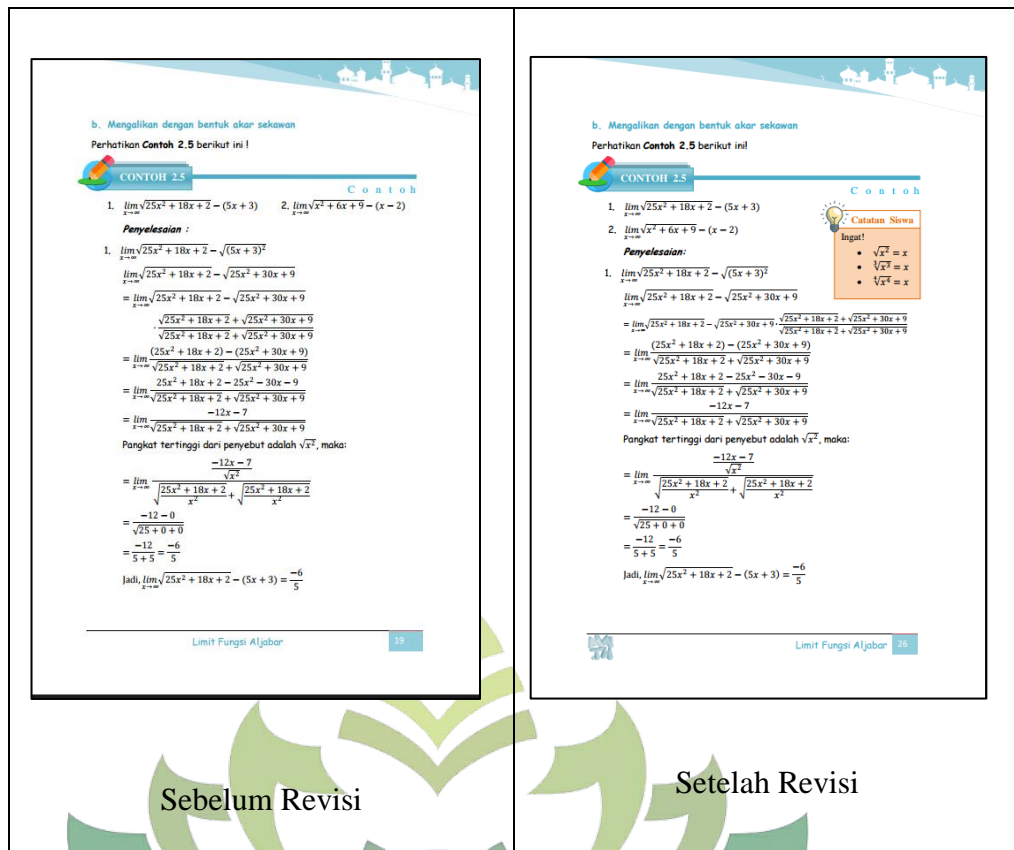 b. Mengalikan dengan bentuk akar sekawan
Perhatikan Contoh 2.5 berikut ini !
CONTOH 2.5
C o n t o h
1. lim x→∞ √(25x² + 18x + 2) − (5x + 3) 2. lim x→∞ √(x² + 6x + 9) − (x − 2)
Penyelesaian :
1. lim x→∞ √(25x² + 18x + 2) − √((5x + 3)²)
lim x→∞ √(25x² + 18x + 2) − √(25x² + 30x + 9)
= lim x→∞ √(25x² + 18x + 2) − √(25x² + 30x + 9)
. (√(25x² + 18x + 2) + √(25x² + 30x + 9)) / (√(25x² + 18x + 2) + √(25x² + 30x + 9))
= lim x→∞ ((25x² + 18x + 2) − (25x² + 30x + 9)) / (√(25x² + 18x + 2) + √(25x² + 30x + 9))
= lim x→∞ (25x² + 18x + 2 − 25x² − 30x − 9) / (√(25x² + 18x + 2) + √(25x² + 30x + 9))
= lim x→∞ (−12x − 7) / (√(25x² + 18x + 2) + √(25x² + 30x + 9))
Pangkat tertinggi dari penyebut adalah √x², maka:
= lim x→∞ ((−12x − 7)/√x²) / (√((25x² + 18x + 2)/x²) + √((25x² + 18x + 2)/x²))
= (−12 − 0) / √(25 + 0 + 0)
= −12 / (5 + 5) = −6 / 5
Jadi, lim x→∞ √(25x² + 18x + 2) − (5x + 3) = −6 / 5
Limit Fungsi Aljabar 19
Sebelum Revisi
b. Mengalikan dengan bentuk akar sekawan
Perhatikan Contoh 2.5 berikut ini!
CONTOH 2.5
C o n t o h
1. lim x→∞ √(25x² + 18x + 2) − (5x + 3)
2. lim x→∞ √(x² + 6x + 9) − (x − 2)
Catatan Siswa
Ingat!
• √x² = x
• ∛x³ = x
• ∜x⁴ = x
Penyelesaian:
1. lim x→∞ √(25x² + 18x + 2) − √((5x + 3)²)
lim x→∞ √(25x² + 18x + 2) − √(25x² + 30x + 9)
= lim x→∞ √(25x² + 18x + 2) − √(25x² + 30x + 9) · (√(25x² + 18x + 2) + √(25x² + 30x + 9)) / (√(25x² + 18x + 2) + √(25x² + 30x + 9))
= lim x→∞ ((25x² + 18x + 2) − (25x² + 30x + 9)) / (√(25x² + 18x + 2) + √(25x² + 30x + 9))
= lim x→∞ (25x² + 18x + 2 − 25x² − 30x − 9) / (√(25x² + 18x + 2) + √(25x² + 30x + 9))
= lim x→∞ (−12x − 7) / (√(25x² + 18x + 2) + √(25x² + 30x + 9))
Pangkat tertinggi dari penyebut adalah √x², maka:
= lim x→∞ ((−12x − 7)/√x²) / (√((25x² + 18x + 2)/x²) + √((25x² + 18x + 2)/x²))
= (−12 − 0) / √(25 + 0 + 0)
= −12 / (5 + 5) = −6 / 5
Jadi, lim x→∞ √(25x² + 18x + 2) − (5x + 3) = −6 / 5
Limit Fungsi Aljabar 26
Setelah Revisi